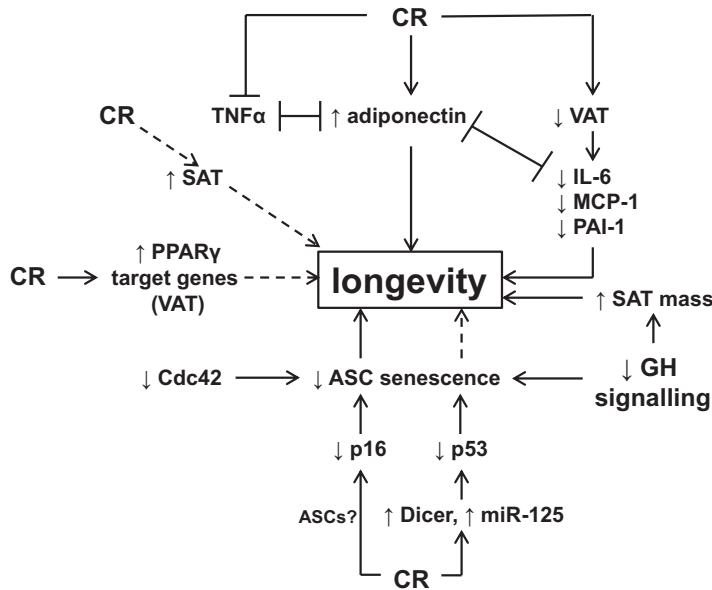 CR
TNFα
↑ adiponectin
↓ VAT
CR
↑ SAT
↓ IL-6
↓ MCP-1
↓ PAI-1
CR
↑ PPARγ
target genes
(VAT)
longevity
↑ SAT mass
↓ Cdc42
↓ ASC senescence
↓ GH
signalling
↓ p16
↓ p53
ASCs?
↑ Dicer, ↑ miR-125
CR